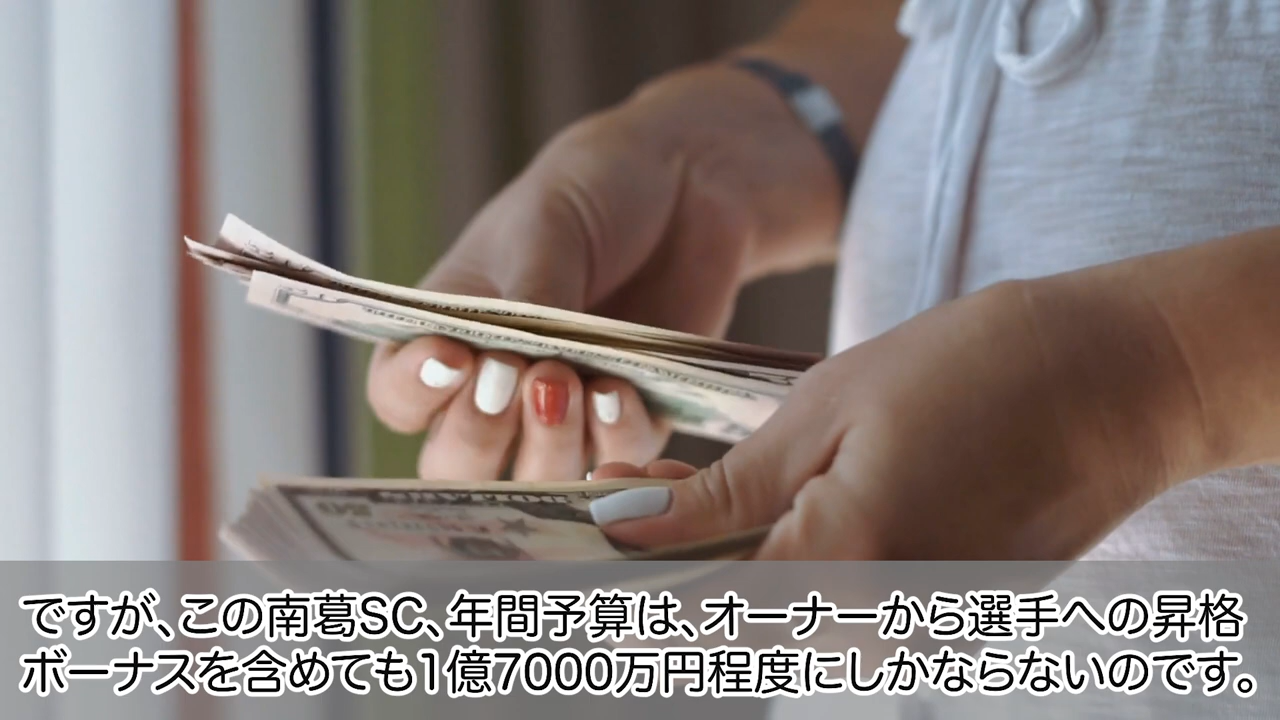 ですが、この南葛SC、年間予算は、オーナーから選手への昇格
ボーナスを含めても1億7000万円程度にしかならないのです。
50